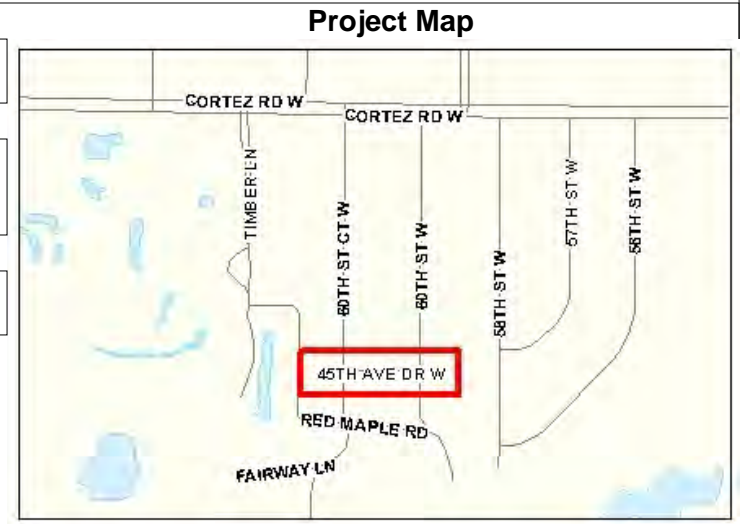 Project Map
CORTEZ RD W
CORTEZ RD W
TIMBER LN
60TH ST CT W
60TH ST W
58TH ST W
57TH ST W
56TH ST W
45TH AVE DR W
RED MAPLE RD
FAIRWAY LN